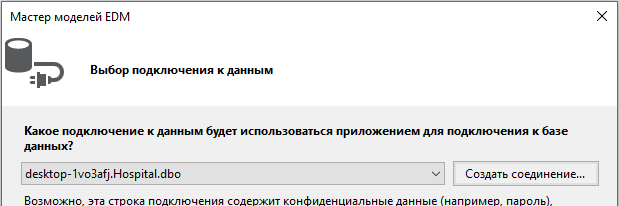 Мастер моделей EDM
Выбор подключения к данным
Какое подключение к данным будет использоваться приложением для подключения к базе
данных?
desktop-1vo3afj.Hospital.dbo
Создать соединение...
Возможно, эта строка подключения содержит конфиденциальные данные (например, пароль),